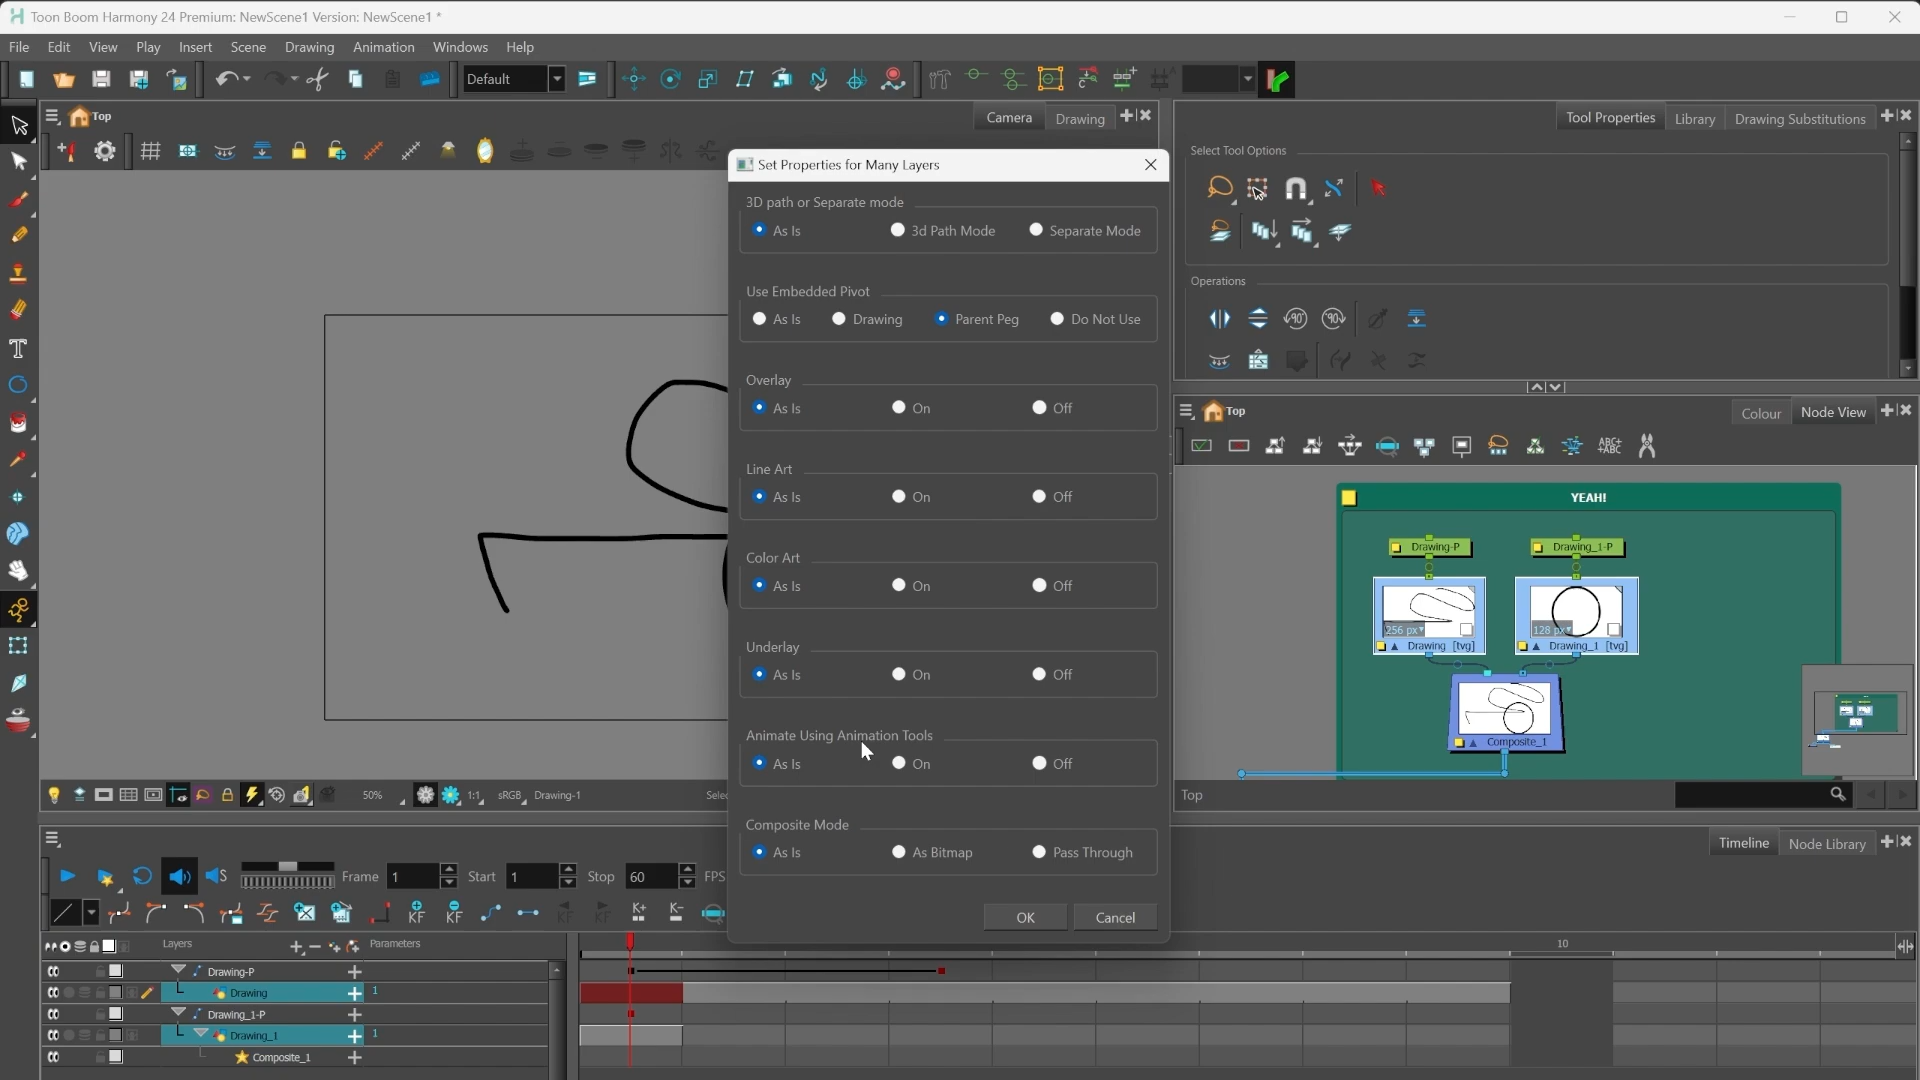 Toon Boom Harmony 24 Premium: NewScene1 Version: NewScene1 *
File Edit View Play Insert Scene Drawing Animation Windows Help
Default
Top Camera Drawing
Tool Properties Library Drawing Substitutions
Select Tool Options
Operations
Set Properties for Many Layers
3D path or Separate mode
As Is 3d Path Mode Separate Mode
Use Embedded Pivot
As Is Drawing Parent Peg Do Not Use
Overlay
As Is On Off
Line Art
As Is On Off
Color Art
As Is On Off
Underlay
As Is On Off
Animate Using Animation Tools
As Is On Off
Composite Mode
As Is As Bitmap Pass Through
OK Cancel
Top Colour Node View
ABC+
+ABC
YEAH!
Drawing-P Drawing_1-P
256 px 128 px
Drawing [tvg] Drawing_1 [tvg]
Composite_1
Top
50% 1:1 sRGB Drawing-1 Selec
Timeline Node Library
Frame 1 Start 1 Stop 60 FPS
KF KF KF KF K+ K-
Layers Parameters
10
Drawing-P
Drawing 1
Drawing_1-P
Drawing_1 1
Composite_1